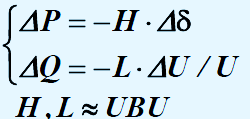 ΔP = −H · Δδ
ΔQ = −L · ΔU / U
H , L ≈ UBU